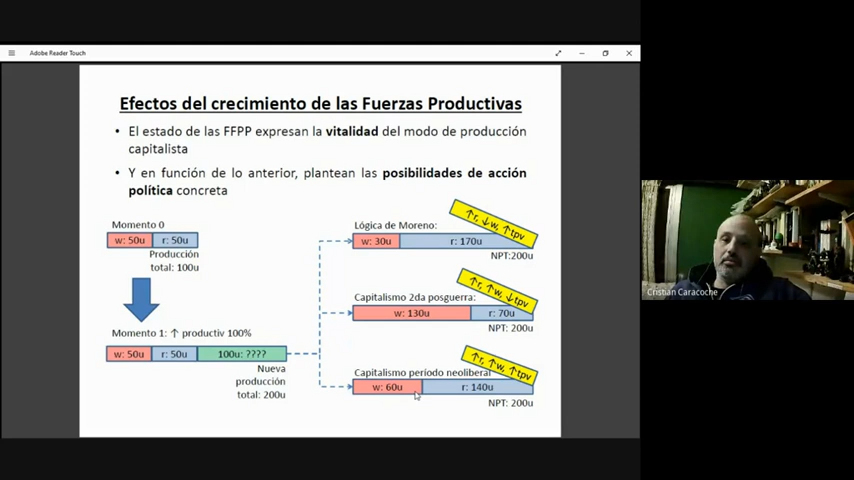 Adobe Reader Touch
Efectos del crecimiento de las Fuerzas Productivas
• El estado de las FFPP expresan la vitalidad del modo de producción
capitalista
• Y en función de lo anterior, plantean las posibilidades de acción
política concreta
Momento 0
w: 50u r: 50u
Producción
total: 100u
Momento 1: ↑ productiv 100%
w: 50u r: 50u 100u: ????
Nueva
producción
total: 200u
Lógica de Moreno:
↑r, ↓w, ↑tpv
w: 30u r: 170u
NPT:200u
Capitalismo 2da posguerra:
↑r, ↑w, ↓tpv
w: 130u r: 70u
NPT: 200u
Capitalismo período neoliberal
↑r, ↑w, ↑tpv
w: 60u r: 140u
NPT: 200u
Cristian Caracoche